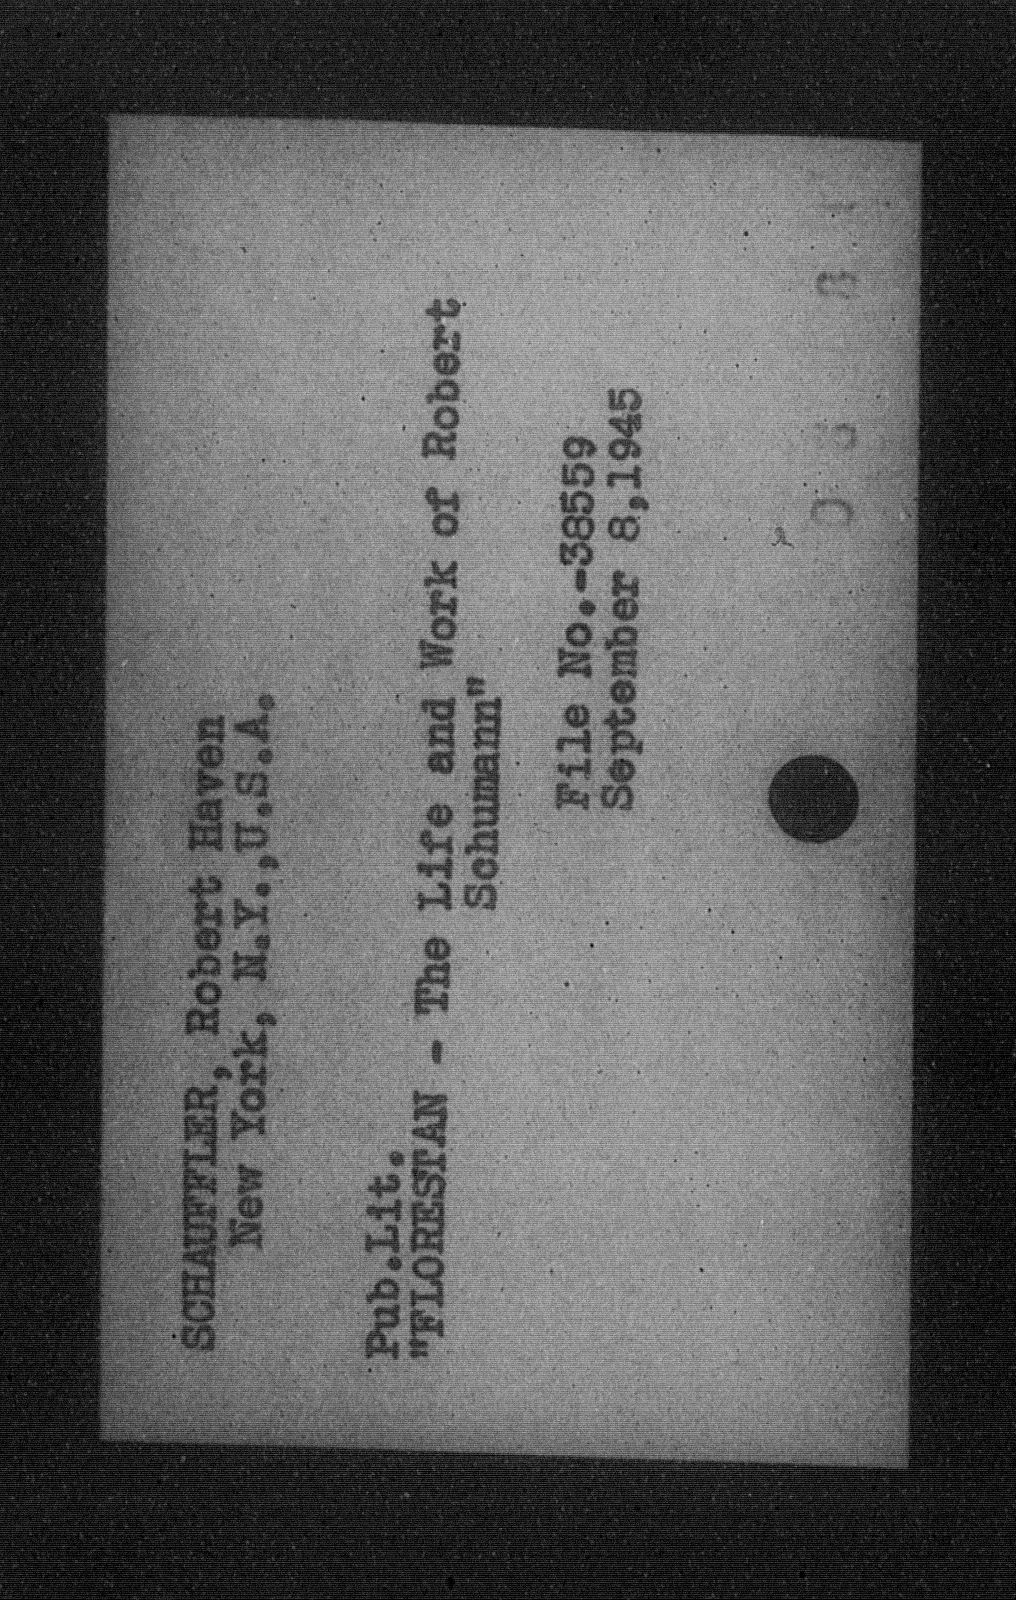 SCHAUFFLER, Robert Haven
New York, N.Y.,U.S.A.
Pub.Lit.
"FLORESTAN - The Life and Work of Robert
Schumann"
File No.-38559
September 8,1945